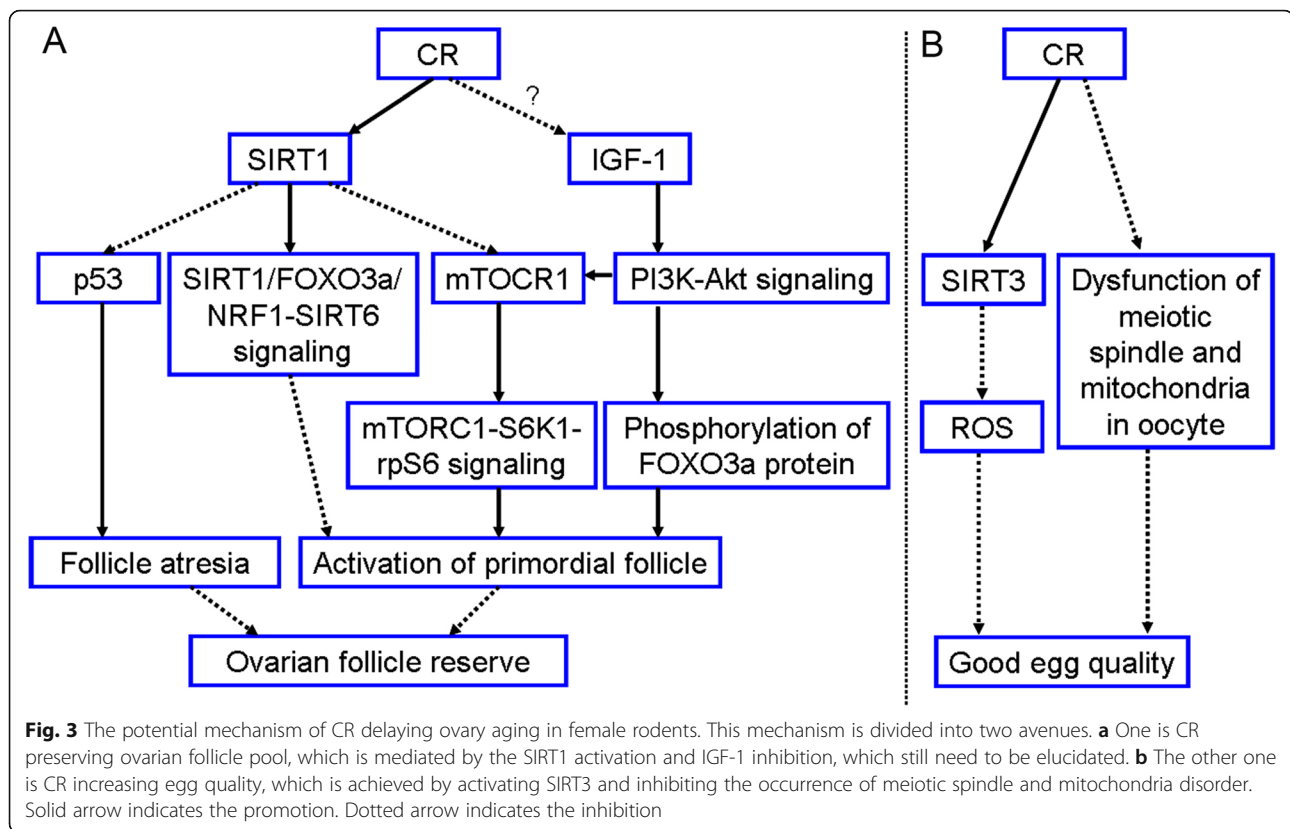 A
B
CR
CR
?
SIRT1
IGF-1
p53
SIRT1/FOXO3a/
NRF1-SIRT6
signaling
mTOCR1
PI3K-Akt signaling
SIRT3
Dysfunction of
meiotic
spindle and
mitochondria
in oocyte
mTORC1-S6K1-
rpS6 signaling
Phosphorylation of
FOXO3a protein
ROS
Follicle atresia
Activation of primordial follicle
Ovarian follicle reserve
Good egg quality
Fig. 3 The potential mechanism of CR delaying ovary aging in female rodents. This mechanism is divided into two avenues. a One is CR
preserving ovarian follicle pool, which is mediated by the SIRT1 activation and IGF-1 inhibition, which still need to be elucidated. b The other one
is CR increasing egg quality, which is achieved by activating SIRT3 and inhibiting the occurrence of meiotic spindle and mitochondria disorder.
Solid arrow indicates the promotion. Dotted arrow indicates the inhibition